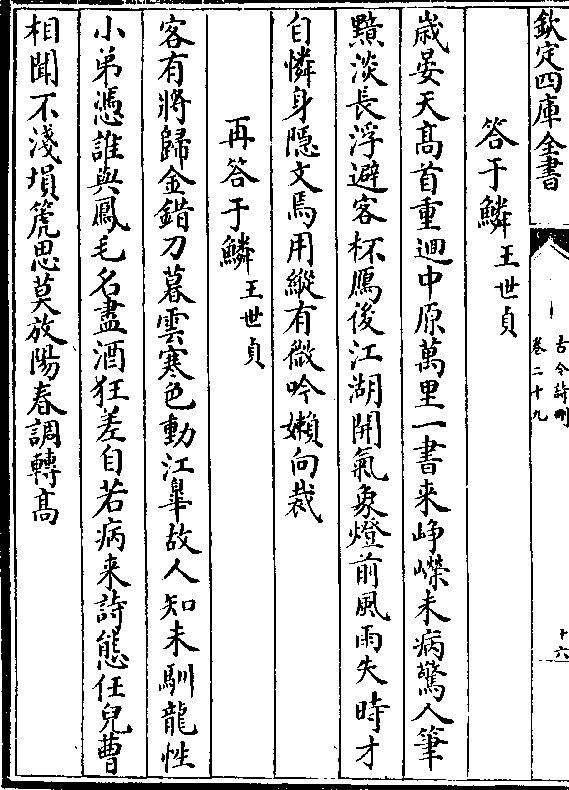 欽定四庫全書
古今詩刪
卷二十九
十六
答于鱗王世貞
歲晏天髙首重迴中原萬里一書來崢嶸未病驚人筆
黯淡長浮避客杯鴈後江湖開氣象燈前風雨失時才
自憐身隱文焉用縱有微吟嬾向裁
再答于鱗王世貞
客有將歸金錯刀暮雲寒色動江臯故人知未馴龍性
小弟憑誰與鳳毛名盡酒狂差自若病来詩態任兒曹
相聞不淺塤箎思莫放陽春調轉髙